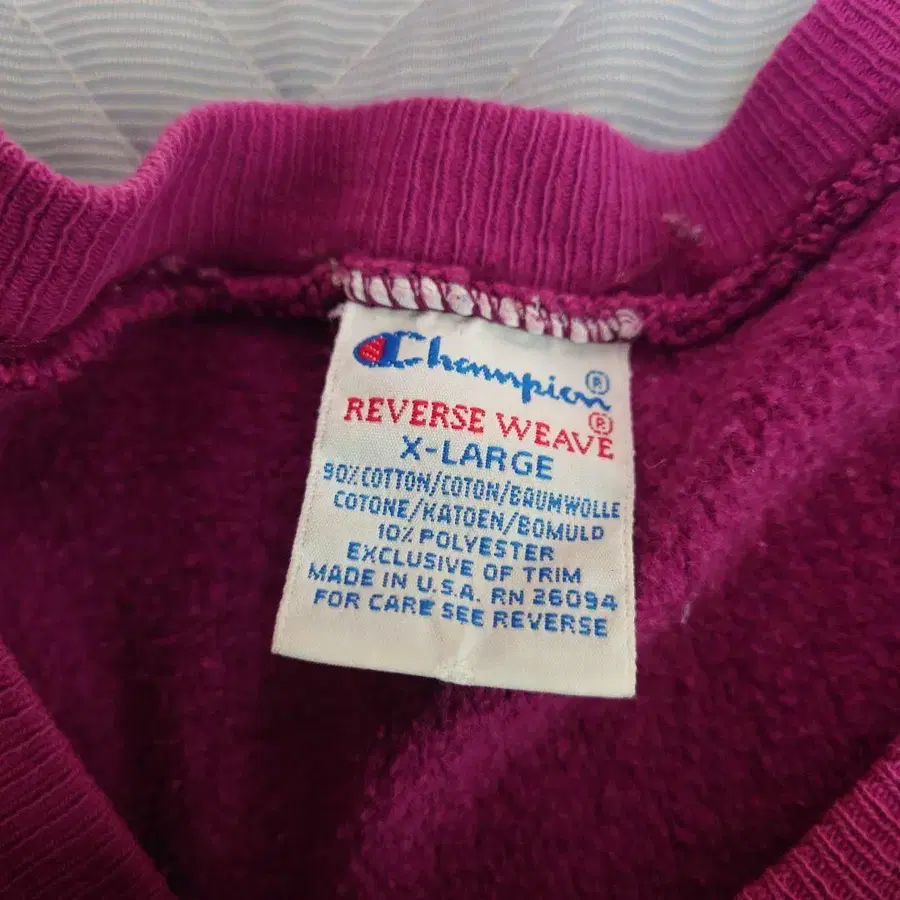 Champion®
REVERSE WEAVE®
X-LARGE
90% COTTON/COTON/BAUMWOLLE
COTONE/KATOEN/BOMULD
10% POLYESTER
EXCLUSIVE OF TRIM
MADE IN U.S.A. RN 26094
FOR CARE SEE REVERSE